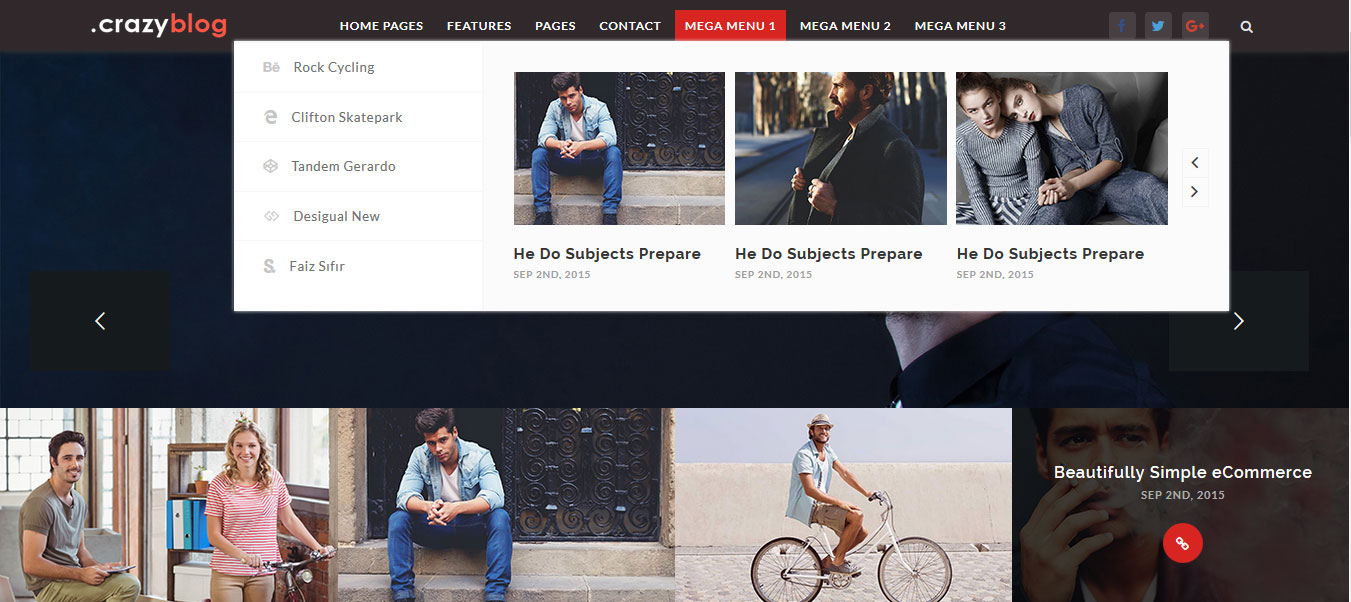 .crazyblog
HOME PAGES FEATURES PAGES CONTACT MEGA MENU 1 MEGA MENU 2 MEGA MENU 3
Rock Cycling
Clifton Skatepark
Tandem Gerardo
Desigual New
Faiz Sıfır
He Do Subjects Prepare
SEP 2ND, 2015
He Do Subjects Prepare
SEP 2ND, 2015
He Do Subjects Prepare
SEP 2ND, 2015
Beautifully Simple eCommerce
SEP 2ND, 2015